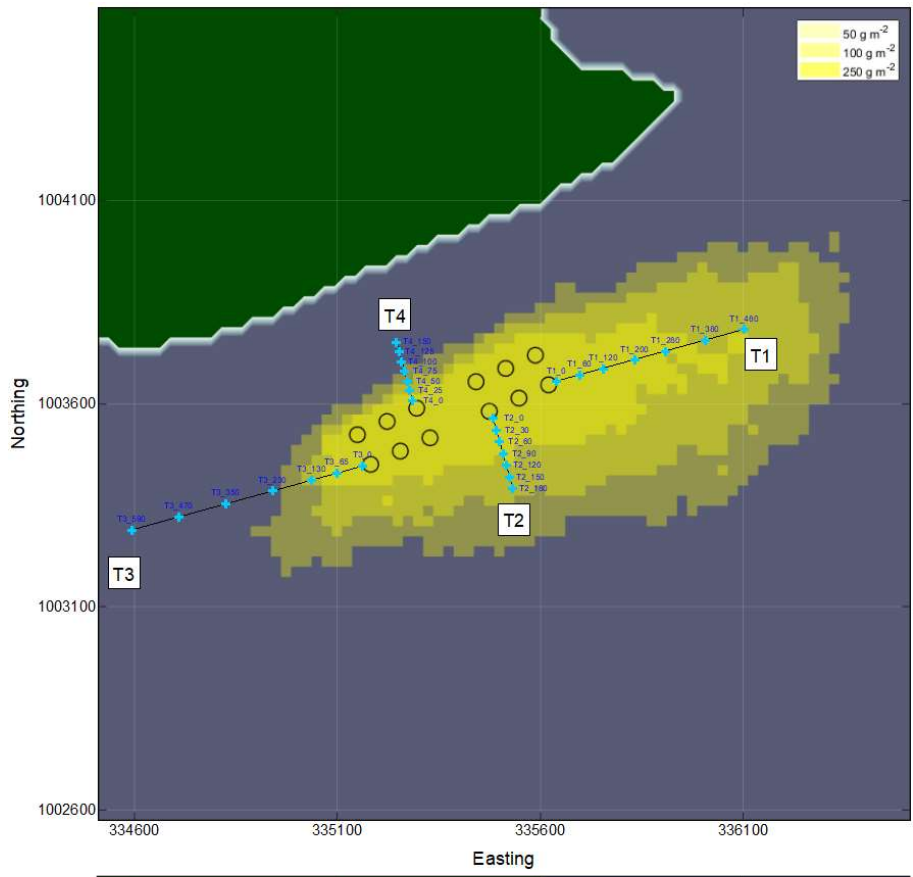 50 g m⁻²
100 g m⁻²
250 g m⁻²
1004100
1003600
1003100
1002600
Northing
T4
T4_150
T4_125
T4_100
T4_75
T4_50
T4_25
T4_0
T1_480
T1_380
T1_280
T1_200
T1_120
T1_60
T1_0
T1
T2_0
T2_30
T2_60
T2_90
T2_120
T2_150
T2_180
T2
T3_0
T3_65
T3_130
T3_230
T3_350
T3_470
T3_590
T3
334600
335100
335600
336100
Easting